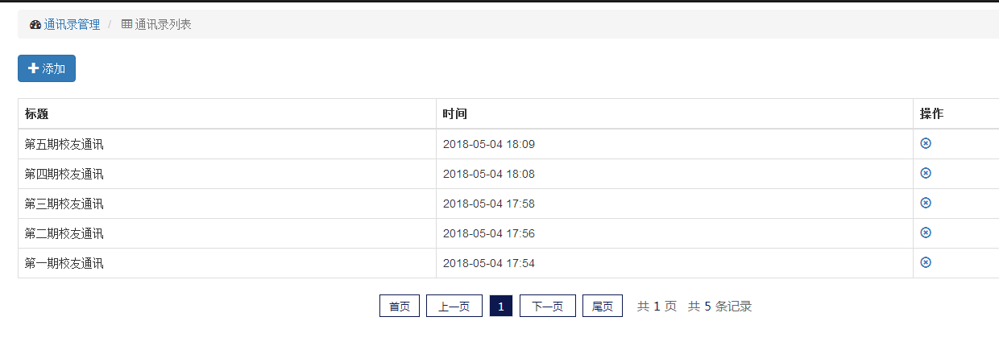 通讯录管理 / 通讯录列表
添加
标题 时间 操作
第五期校友通讯 2018-05-04 18:09
第四期校友通讯 2018-05-04 18:08
第三期校友通讯 2018-05-04 17:58
第二期校友通讯 2018-05-04 17:56
第一期校友通讯 2018-05-04 17:54
首页 上一页 1 下一页 尾页 共 1 页 共 5 条记录